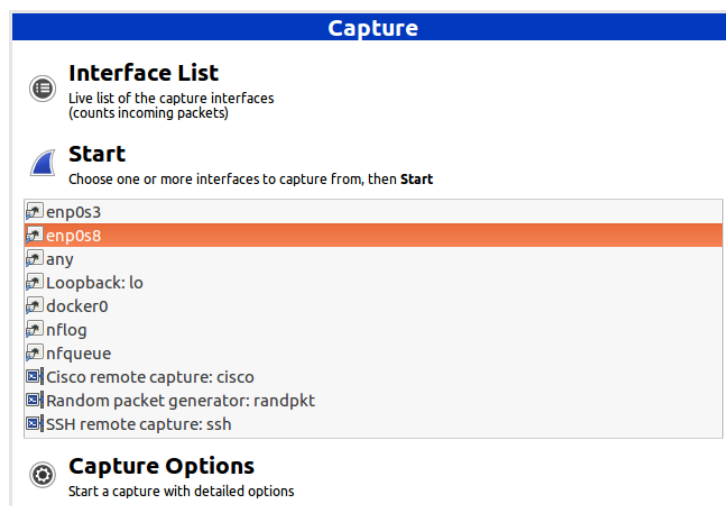 Capture
Interface List
Live list of the capture interfaces
(counts incoming packets)
Start
Choose one or more interfaces to capture from, then Start
enp0s3
enp0s8
any
Loopback: lo
docker0
nflog
nfqueue
Cisco remote capture: cisco
Random packet generator: randpkt
SSH remote capture: ssh
Capture Options
Start a capture with detailed options